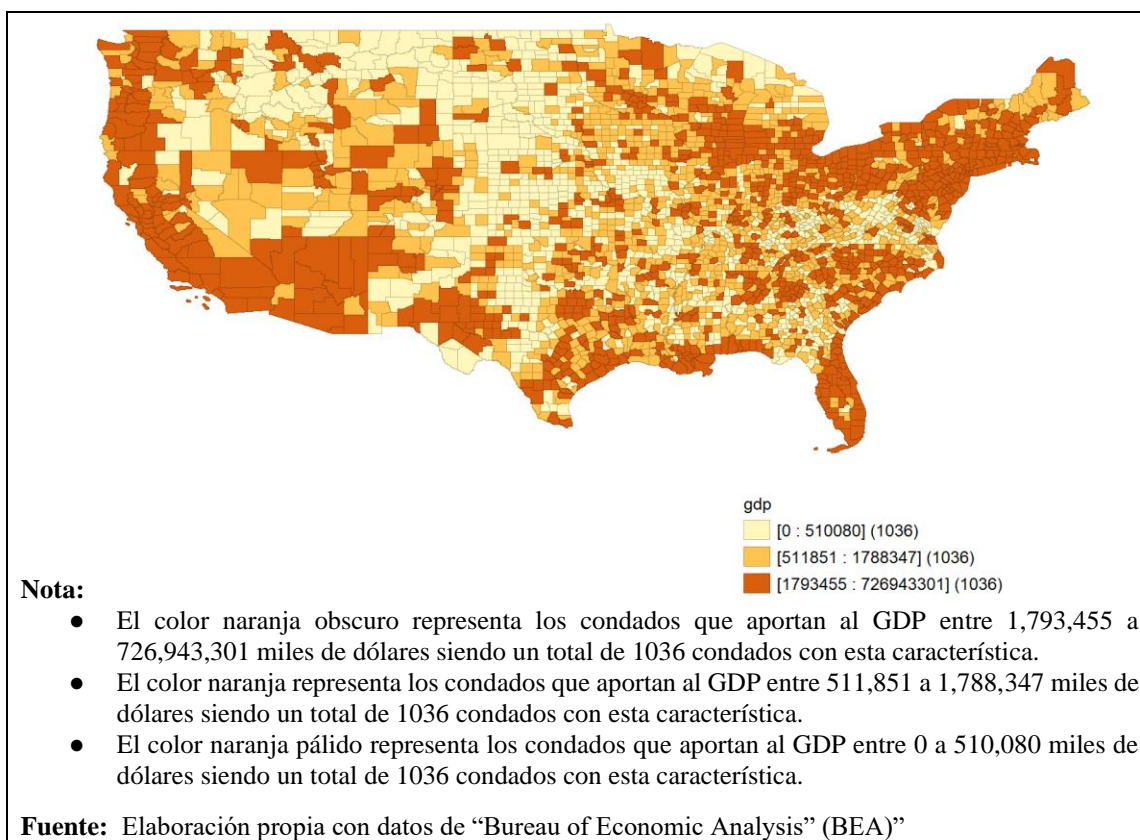 gdp
[0 : 510080] (1036)
[511851 : 1788347] (1036)
[1793455 : 726943301] (1036)
Nota:
● El color naranja obscuro representa los condados que aportan al GDP entre 1,793,455 a
726,943,301 miles de dólares siendo un total de 1036 condados con esta característica.
● El color naranja representa los condados que aportan al GDP entre 511,851 a 1,788,347 miles de
dólares siendo un total de 1036 condados con esta característica.
● El color naranja pálido representa los condados que aportan al GDP entre 0 a 510,080 miles de
dólares siendo un total de 1036 condados con esta característica.
Fuente: Elaboración propia con datos de “Bureau of Economic Analysis” (BEA)”